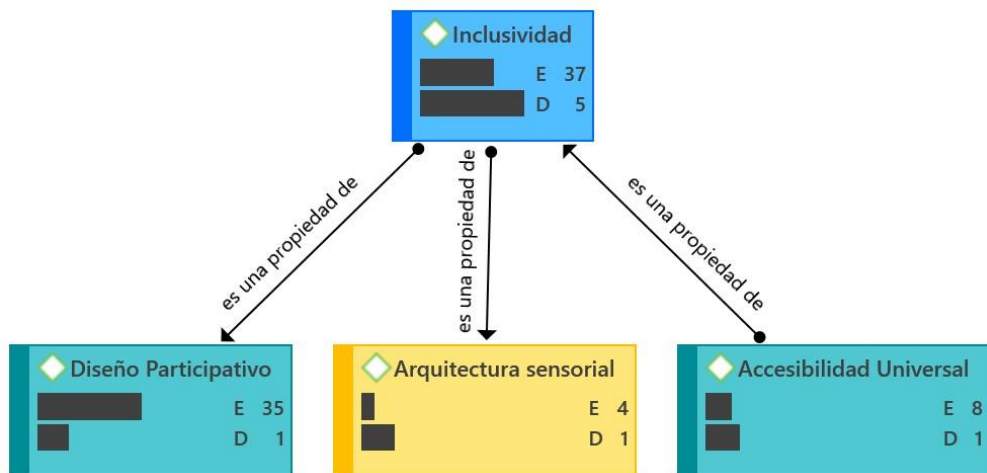 Inclusividad
E 37
D 5
es una propiedad de
es una propiedad de
es una propiedad de
Diseño Participativo
E 35
D 1
Arquitectura sensorial
E 4
D 1
Accesibilidad Universal
E 8
D 1